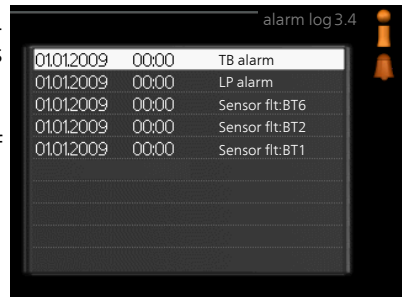 alarm log 3.4
01.01.2009 00:00 TB alarm
01.01.2009 00:00 LP alarm
01.01.2009 00:00 Sensor flt:BT6
01.01.2009 00:00 Sensor flt:BT2
01.01.2009 00:00 Sensor flt:BT1